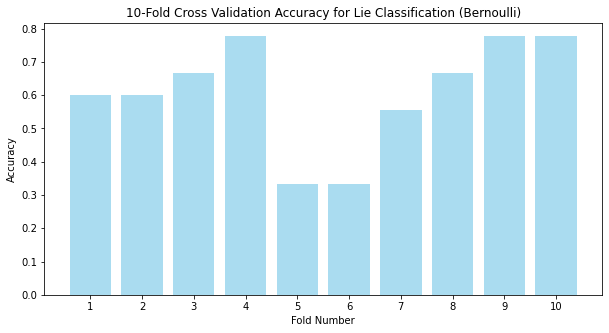 10-Fold Cross Validation Accuracy for Lie Classification (Bernoulli)
0.8
0.7
0.6
0.5
0.4
0.3
0.2
0.1
0.0
Accuracy
1 2 3 4 5 6 7 8 9 10
Fold Number